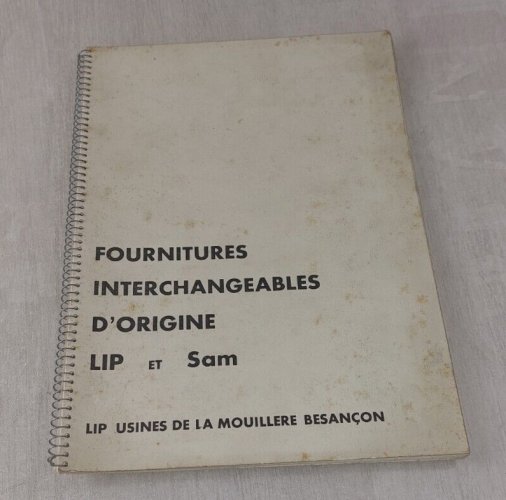 FOURNITURES
INTERCHANGEABLES
D'ORIGINE
LIP ET Sam
LIP USINES DE LA MOUILLERE BESANÇON